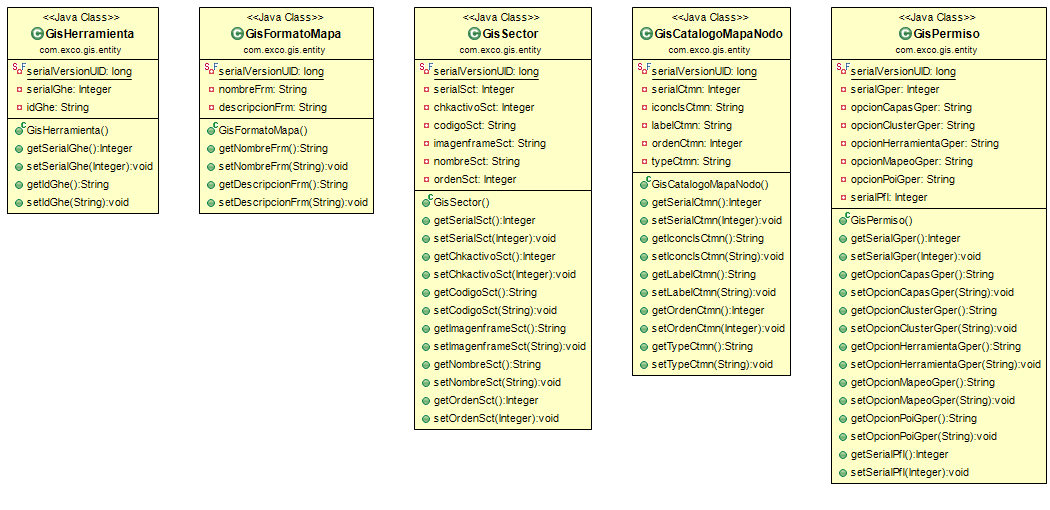 <<Java Class>>
GisHerramienta
com.exco.gis.entity
serialVersionUID: long
serialGhe: Integer
idGhe: String
GisHerramienta()
getSerialGhe():Integer
setSerialGhe(Integer):void
getIdGhe():String
setIdGhe(String):void
<<Java Class>>
GisFormatoMapa
com.exco.gis.entity
serialVersionUID: long
nombreFrm: String
descripcionFrm: String
GisFormatoMapa()
getNombreFrm():String
setNombreFrm(String):void
getDescripcionFrm():String
setDescripcionFrm(String):void
<<Java Class>>
GisSector
com.exco.gis.entity
serialVersionUID: long
serialSct: Integer
chkactivoSct: Integer
codigoSct: String
imagenframeSct: String
nombreSct: String
ordenSct: Integer
GisSector()
getSerialSct():Integer
setSerialSct(Integer):void
getChkactivoSct():Integer
setChkactivoSct(Integer):void
getCodigoSct():String
setCodigoSct(String):void
getImagenframeSct():String
setImagenframeSct(String):void
getNombreSct():String
setNombreSct(String):void
getOrdenSct():Integer
setOrdenSct(Integer):void
<<Java Class>>
GisCatalogoMapaNodo
com.exco.gis.entity
serialVersionUID: long
serialCtmn: Integer
iconclsCtmn: String
labelCtmn: String
ordenCtmn: Integer
typeCtmn: String
GisCatalogoMapaNodo()
getSerialCtmn():Integer
setSerialCtmn(Integer):void
getIconclsCtmn():String
setIconclsCtmn(String):void
getLabelCtmn():String
setLabelCtmn(String):void
getOrdenCtmn():Integer
setOrdenCtmn(Integer):void
getTypeCtmn():String
setTypeCtmn(String):void
<<Java Class>>
GisPermiso
com.exco.gis.entity
serialVersionUID: long
serialGper: Integer
opcionCapasGper: String
opcionClusterGper: String
opcionHerramientaGper: String
opcionMapeoGper: String
opcionPoiGper: String
serialPfl: Integer
GisPermiso()
getSerialGper():Integer
setSerialGper(Integer):void
getOpcionCapasGper():String
setOpcionCapasGper(String):void
getOpcionClusterGper():String
setOpcionClusterGper(String):void
getOpcionHerramientaGper():String
setOpcionHerramientaGper(String):void
getOpcionMapeoGper():String
setOpcionMapeoGper(String):void
getOpcionPoiGper():String
setOpcionPoiGper(String):void
getSerialPfl():Integer
setSerialPfl(Integer):void